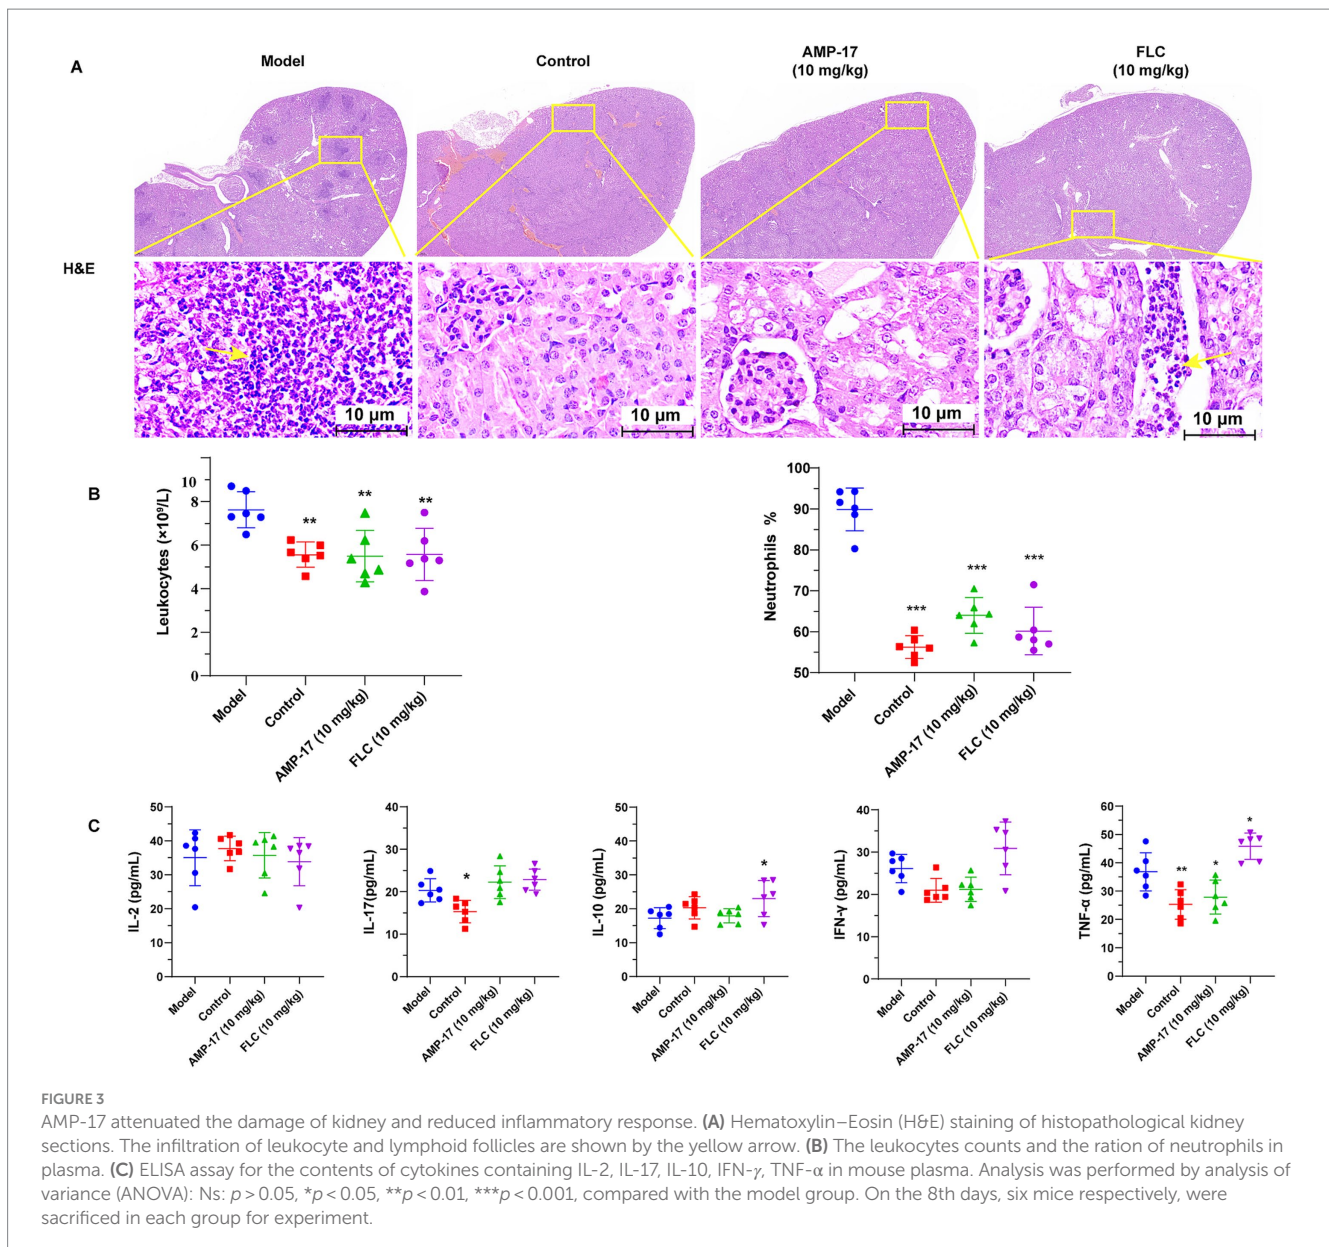 A
Model
Control
AMP-17
(10 mg/kg)
FLC
(10 mg/kg)
H&E
10 µm
10 µm
10 µm
10 µm
B
Leukocytes (×10⁹/L)
10
8
6
4
2
0
**
**
**
Model
Control
AMP-17 (10 mg/kg)
FLC (10 mg/kg)
Neutrophils %
100
90
80
70
60
50
***
***
***
Model
Control
AMP-17 (10 mg/kg)
FLC (10 mg/kg)
C
IL-2 (pg/mL)
50
40
30
20
10
0
Model
Control
AMP-17 (10 mg/kg)
FLC (10 mg/kg)
IL-17(pg/mL)
40
30
20
10
0
*
Model
Control
AMP-17 (10 mg/kg)
FLC (10 mg/kg)
IL-10 (pg/mL)
50
40
30
20
10
0
*
Model
Control
AMP-17 (10 mg/kg)
FLC (10 mg/kg)
IFN-γ (pg/mL)
40
30
20
10
0
Model
Control
AMP-17 (10 mg/kg)
FLC (10 mg/kg)
TNF-α (pg/mL)
60
50
40
30
20
10
0
**
*
*
Model
Control
AMP-17 (10 mg/kg)
FLC (10 mg/kg)
FIGURE 3
AMP-17 attenuated the damage of kidney and reduced inflammatory response. (A) Hematoxylin–Eosin (H&E) staining of histopathological kidney
sections. The infiltration of leukocyte and lymphoid follicles are shown by the yellow arrow. (B) The leukocytes counts and the ration of neutrophils in
plasma. (C) ELISA assay for the contents of cytokines containing IL-2, IL-17, IL-10, IFN-γ, TNF-α in mouse plasma. Analysis was performed by analysis of
variance (ANOVA): Ns: p > 0.05, *p < 0.05, **p < 0.01, ***p < 0.001, compared with the model group. On the 8th days, six mice respectively, were
sacrificed in each group for experiment.